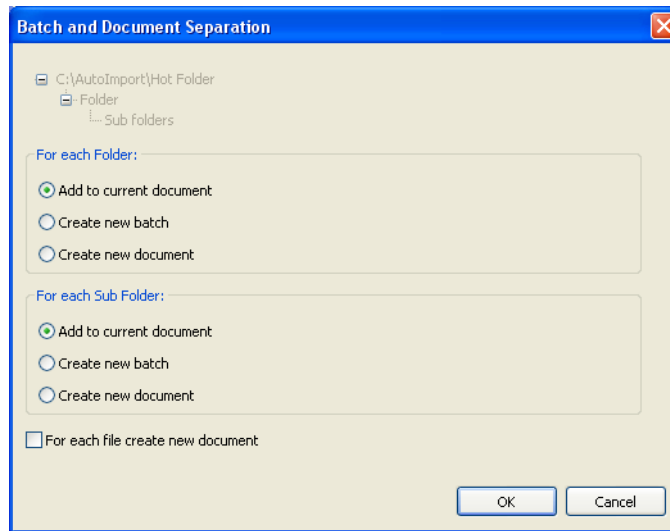 Batch and Document Separation
C:\AutoImport\Hot Folder
Folder
Sub folders
For each Folder:
Add to current document
Create new batch
Create new document
For each Sub Folder:
Add to current document
Create new batch
Create new document
For each file create new document
OK Cancel